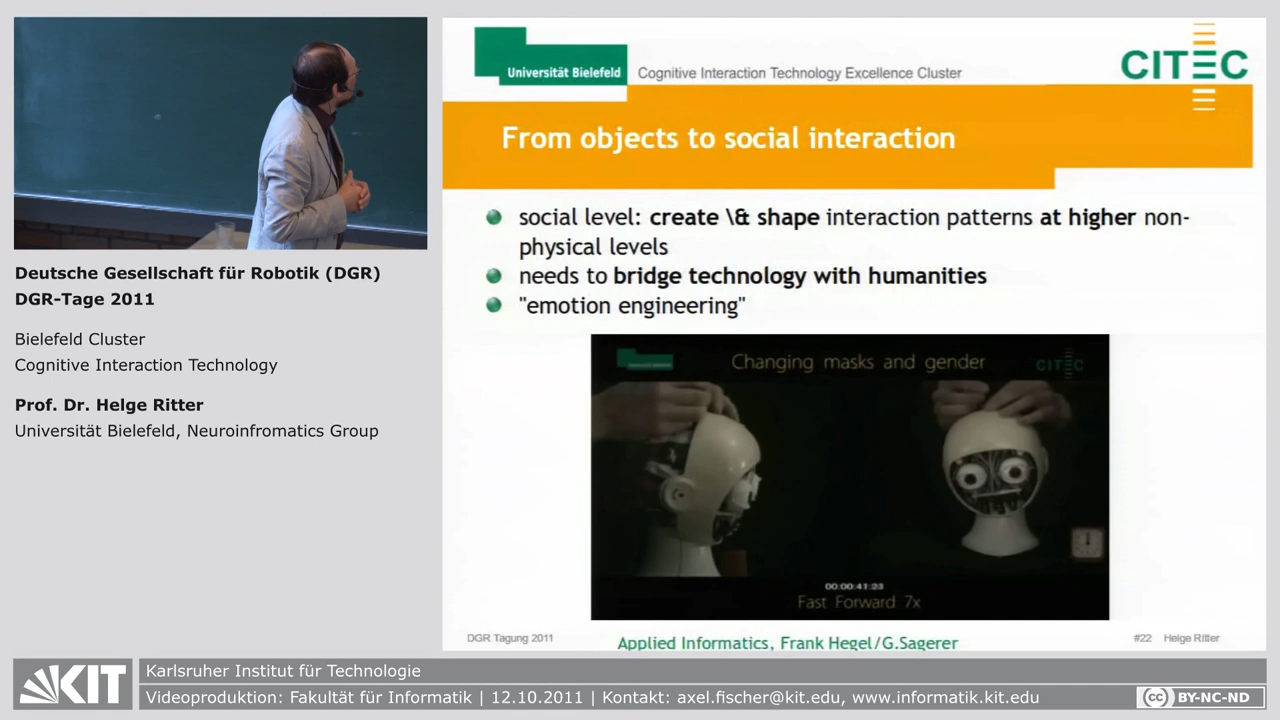 Universität Bielefeld
Cognitive Interaction Technology Excellence Cluster
CITEC
From objects to social interaction
social level: create \& shape interaction patterns at higher non-
physical levels
needs to bridge technology with humanities
"emotion engineering"
Changing masks and gender
CITEC
00:00:41:23
Fast Forward 7x
DGR Tagung 2011
Applied Informatics, Frank Hegel/G.Sagerer
#22 Helge Ritter
Deutsche Gesellschaft für Robotik (DGR)
DGR-Tage 2011
Bielefeld Cluster
Cognitive Interaction Technology
Prof. Dr. Helge Ritter
Universität Bielefeld, Neuroinfromatics Group
KIT
Karlsruher Institut für Technologie
Videoproduktion: Fakultät für Informatik | 12.10.2011 | Kontakt: axel.fischer@kit.edu, www.informatik.kit.edu
cc BY-NC-ND